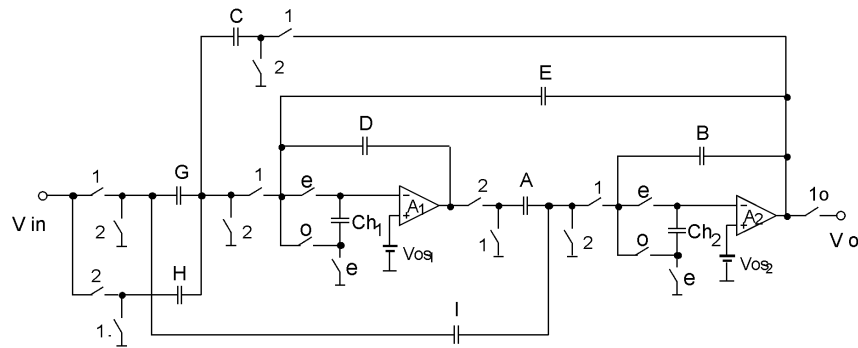 C 1
2
E
D
B
1 G 1 e 2 A 1 e 1o
V in
A1
Ch1
A2
Ch2
V o
2 2 o 1 2 o
Vos1
Vos2
e e
2 H
1.
I